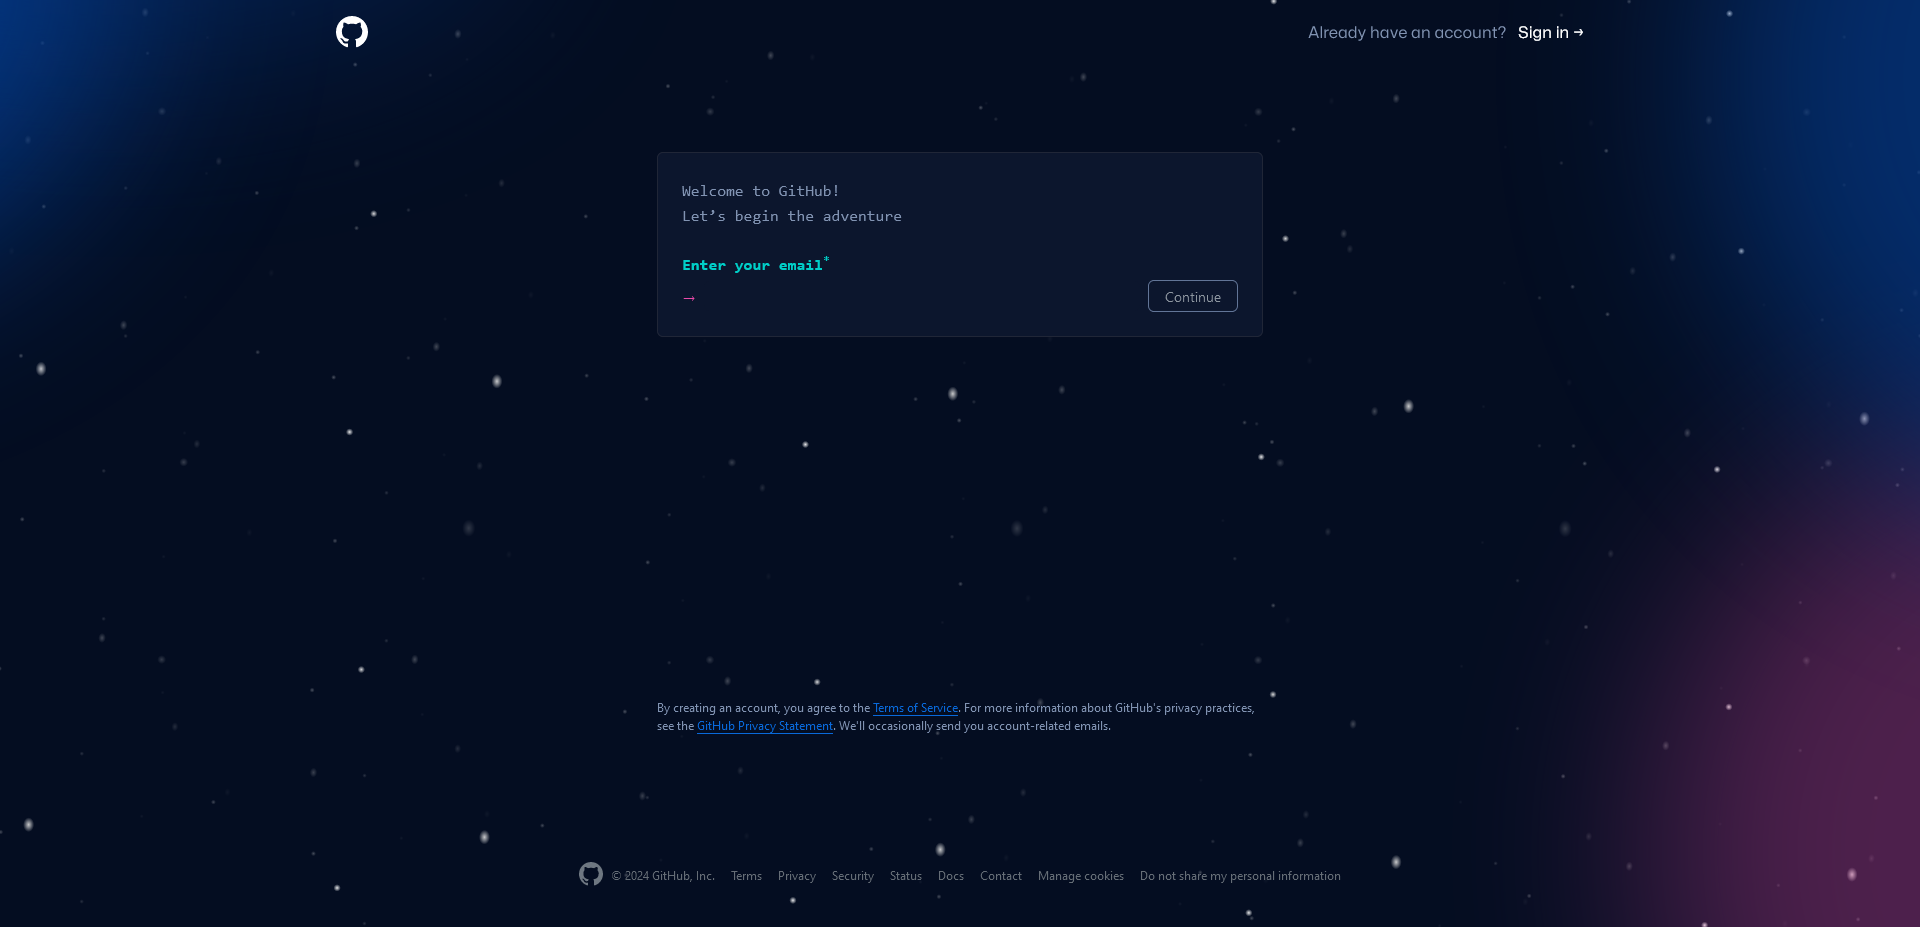 Already have an account? Sign in →
Welcome to GitHub!
Let’s begin the adventure
Enter your email*
→
Continue
By creating an account, you agree to the Terms of Service. For more information about GitHub's privacy practices,
see the GitHub Privacy Statement. We'll occasionally send you account-related emails.
© 2024 GitHub, Inc. Terms Privacy Security Status Docs Contact Manage cookies Do not share my personal information